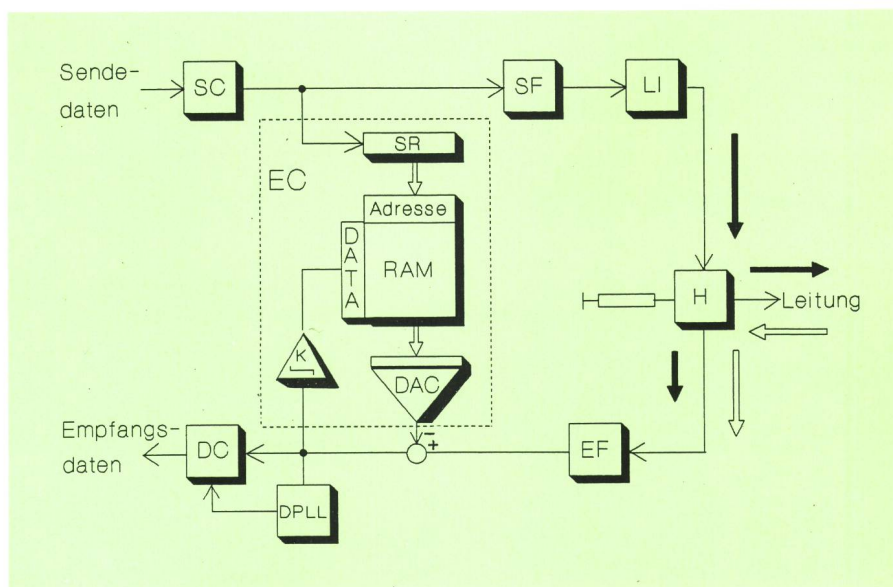 Sende-
daten
SC
SF
LI
SR
EC
Adresse
DATA
RAM
H
Leitung
K
DAC
-
+
Empfangs-
daten
DC
EF
DPLL